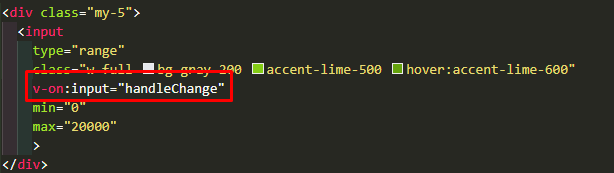 <div class="my-5">
<input
type="range"
class="w-full bg-gray-200 accent-lime-500 hover:accent-lime-600"
v-on:input="handleChange"
min="0"
max="20000"
>
</div>